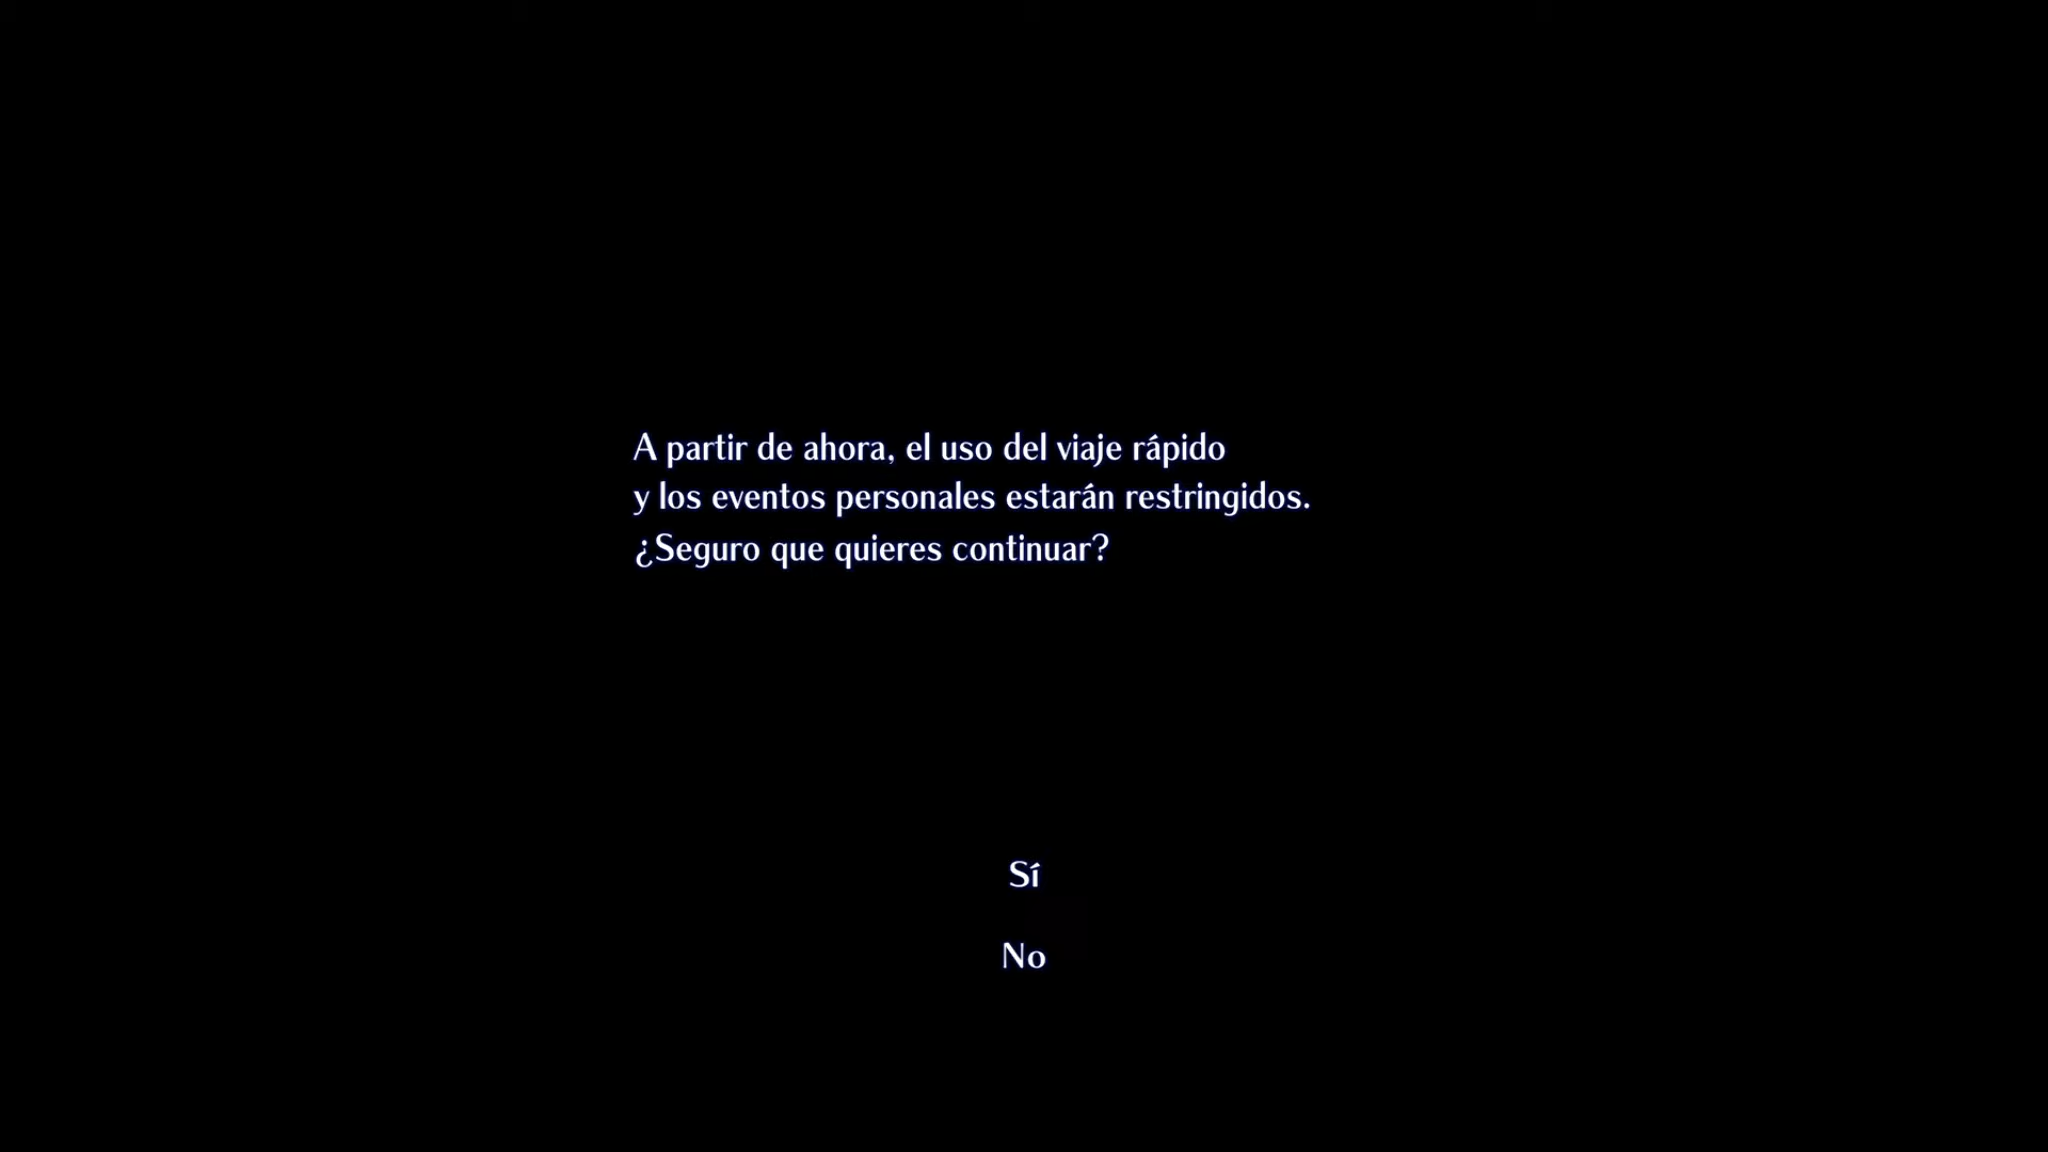 A partir de ahora, el uso del viaje rápido
y los eventos personales estarán restringidos.
¿Seguro que quieres continuar?
Sí
No